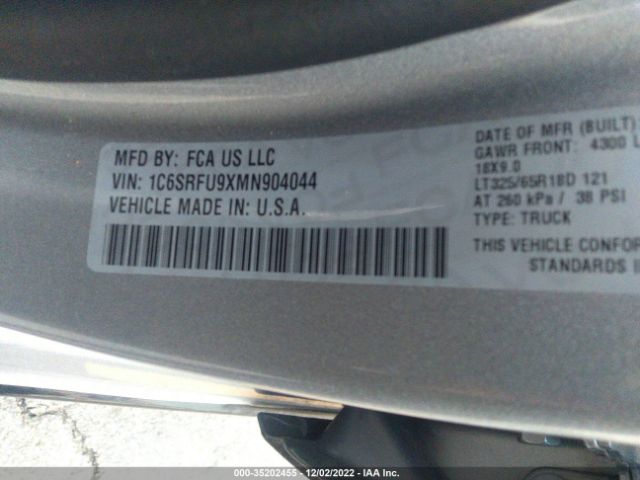 MFD BY: FCA US LLC
VIN: 1C6SRFU9XMN904044
VEHICLE MADE IN: U.S.A.
DATE OF MFR (BUILT)
GAWR FRONT: 4300 L
18X9.0
LT325/65R18D 121
AT 260 kPa / 38 PSI
TYPE: TRUCK
THIS VEHICLE CONFOR
STANDARDS
000-35202455 - 12/02/2022 - IAA Inc.